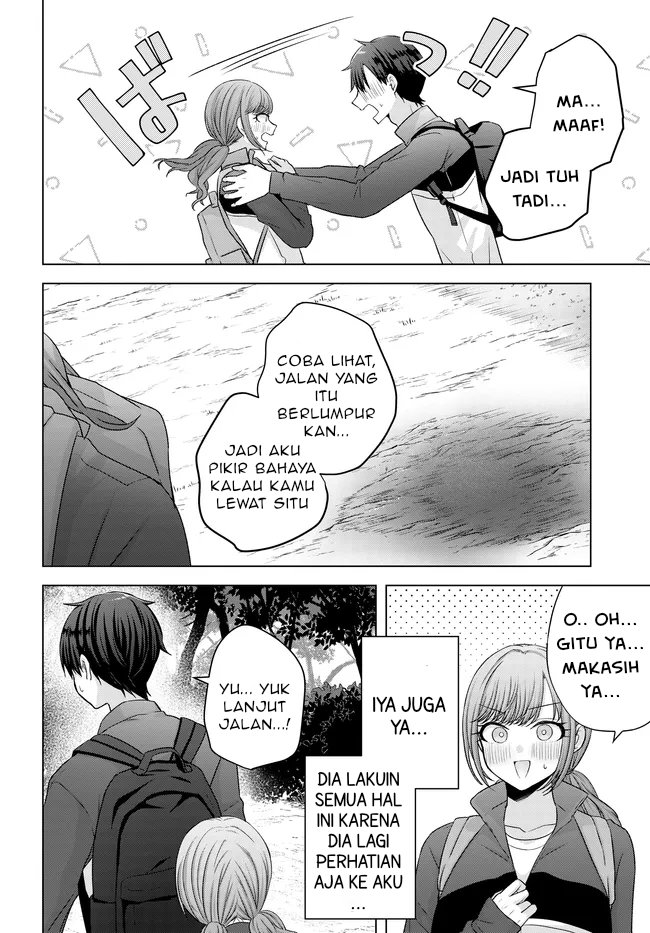 ばっ!!!
MA...
MAAF!
JADI TUH
TADI...
COBA LIHAT,
JALAN YANG
ITU
BERLUMPUR
KAN...
JADI AKU
PIKIR BAHAYA
KALAU KAMU
LEWAT SITU
O.. OH...
GITU YA...
MAKASIH
YA...
IYA JUGA
YA...
DIA LAKUIN
SEMUA HAL
INI KARENA
DIA LAGI
PERHATIAN
AJA KE AKU
...
YU... YUK
LANJUT
JALAN...!